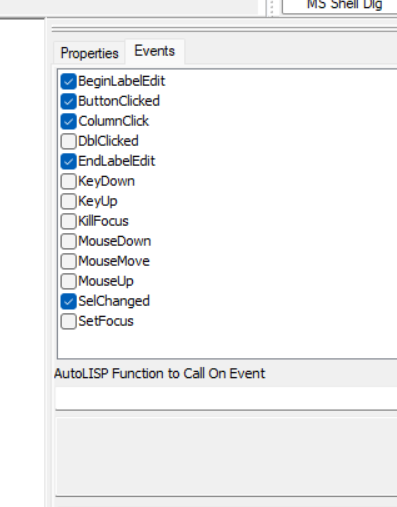 MS Shell Dlg
Properties Events
BeginLabelEdit
ButtonClicked
ColumnClick
DblClicked
EndLabelEdit
KeyDown
KeyUp
KillFocus
MouseDown
MouseMove
MouseUp
SelChanged
SetFocus
AutoLISP Function to Call On Event